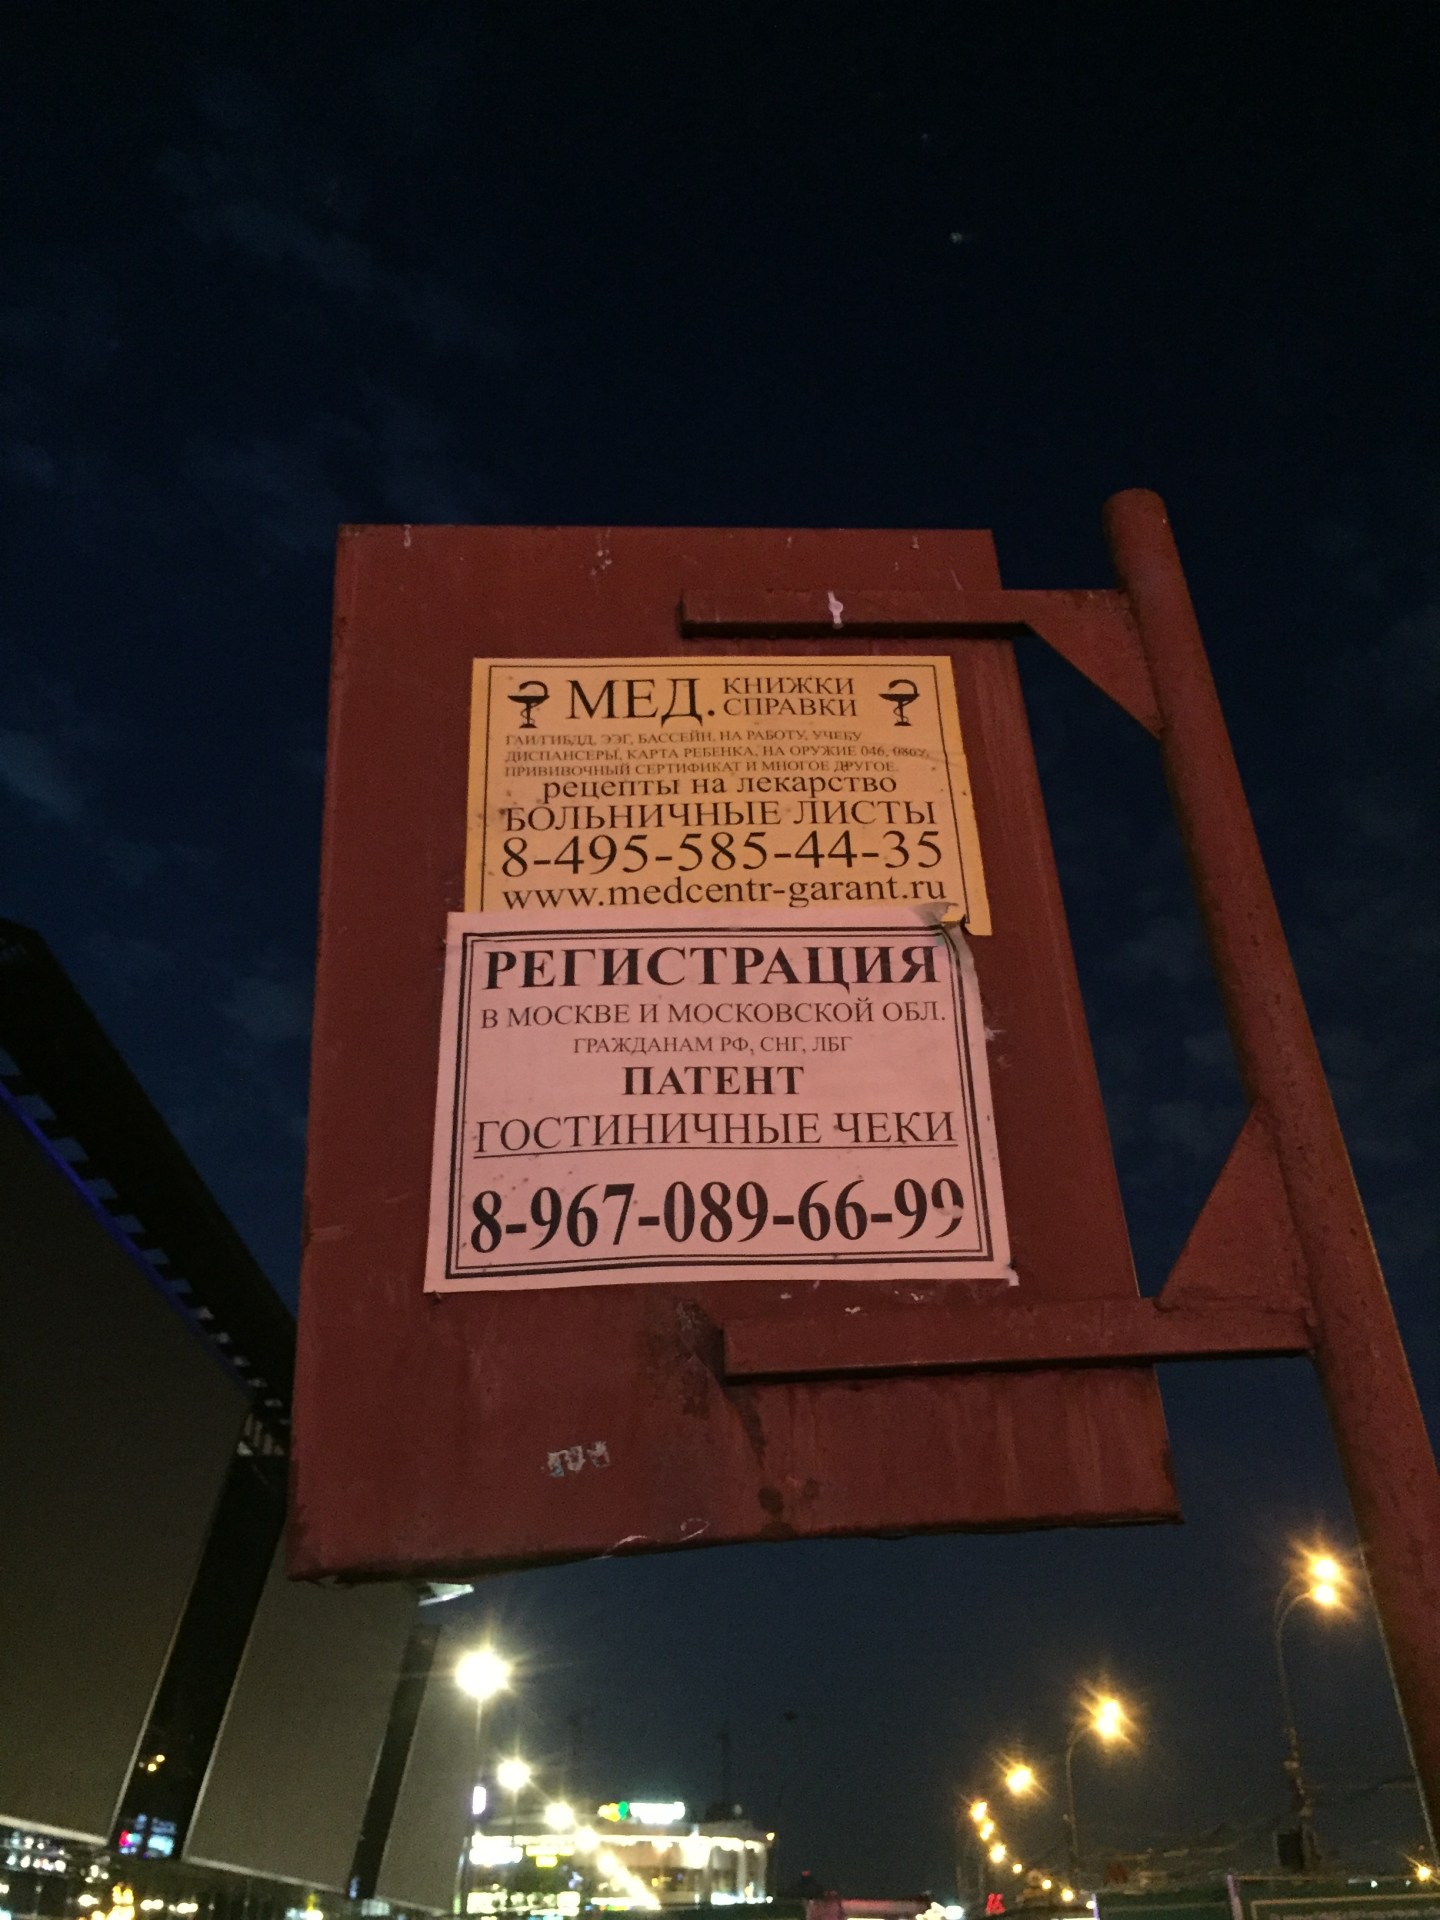 МЕД. КНИЖКИ
СПРАВКИ
ГАИ/ГИБДД, ЭЭГ, БАССЕЙН, НА РАБОТУ, УЧЕБУ
ДИСПАНСЕРЫ, КАРТА РЕБЕНКА, НА ОРУЖИЕ 046, 086У,
ПРИВИВОЧНЫЙ СЕРТИФИКАТ И МНОГОЕ ДРУГОЕ.
рецепты на лекарство
БОЛЬНИЧНЫЕ ЛИСТЫ
8-495-585-44-35
www.medcentr-garant.ru
РЕГИСТРАЦИЯ
В МОСКВЕ И МОСКОВСКОЙ ОБЛ.
ГРАЖДАНАМ РФ, СНГ, ЛБГ
ПАТЕНТ
ГОСТИНИЧНЫЕ ЧЕКИ
8-967-089-66-99